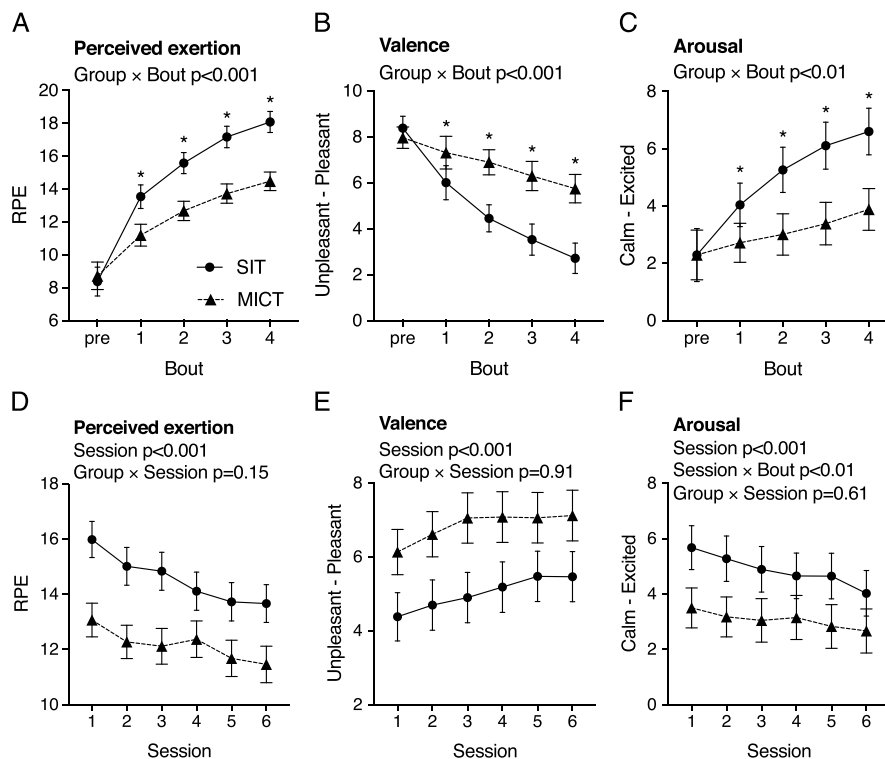 A
Perceived exertion
Group × Bout p<0.001
20
18
16
14
12
10
8
6
RPE
SIT
MICT
*
*
*
*
pre
1
2
3
4
Bout
B
Valence
Group × Bout p<0.001
10
8
6
4
2
0
Unpleasant - Pleasant
*
*
*
*
pre
1
2
3
4
Bout
C
Arousal
Group × Bout p<0.01
8
6
4
2
0
Calm - Excited
*
*
*
*
pre
1
2
3
4
Bout
D
Perceived exertion
Session p<0.001
Group × Session p=0.15
18
16
14
12
10
RPE
1
2
3
4
5
6
Session
E
Valence
Session p<0.001
Group × Session p=0.91
8
6
4
2
Unpleasant - Pleasant
1
2
3
4
5
6
Session
F
Arousal
Session p<0.001
Session × Bout p<0.01
Group × Session p=0.61
8
6
4
2
0
Calm - Excited
1
2
3
4
5
6
Session